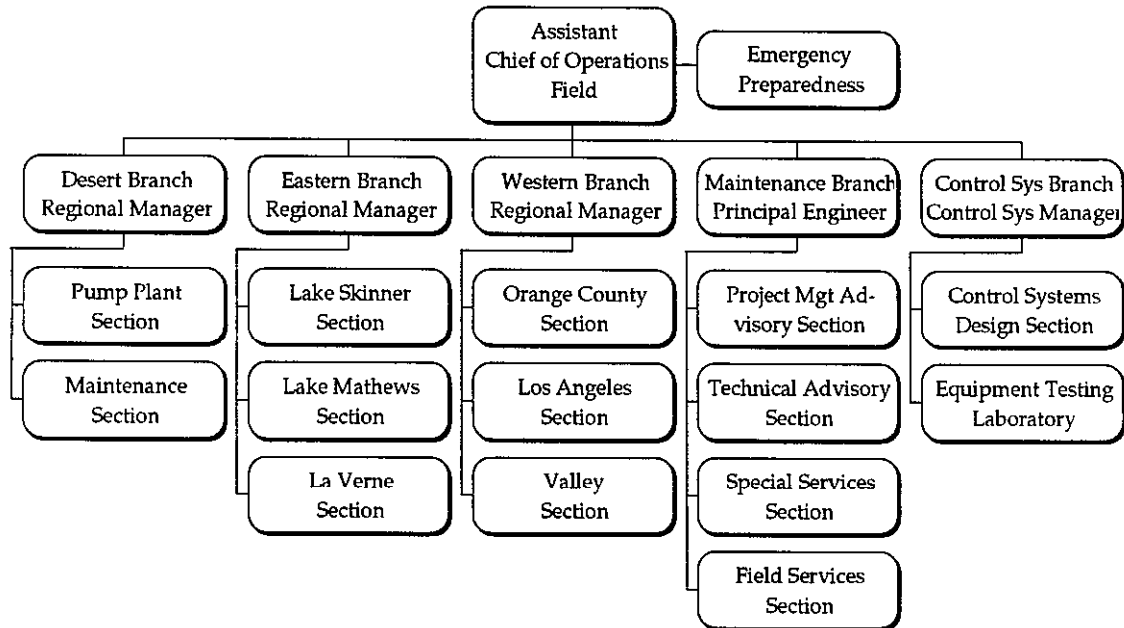 Assistant
Chief of Operations
Field
Emergency
Preparedness
Desert Branch
Regional Manager
Eastern Branch
Regional Manager
Western Branch
Regional Manager
Maintenance Branch
Principal Engineer
Control Sys Branch
Control Sys Manager
Pump Plant
Section
Maintenance
Section
Lake Skinner
Section
Lake Mathews
Section
La Verne
Section
Orange County
Section
Los Angeles
Section
Valley
Section
Project Mgt Ad-
visory Section
Technical Advisory
Section
Special Services
Section
Field Services
Section
Control Systems
Design Section
Equipment Testing
Laboratory